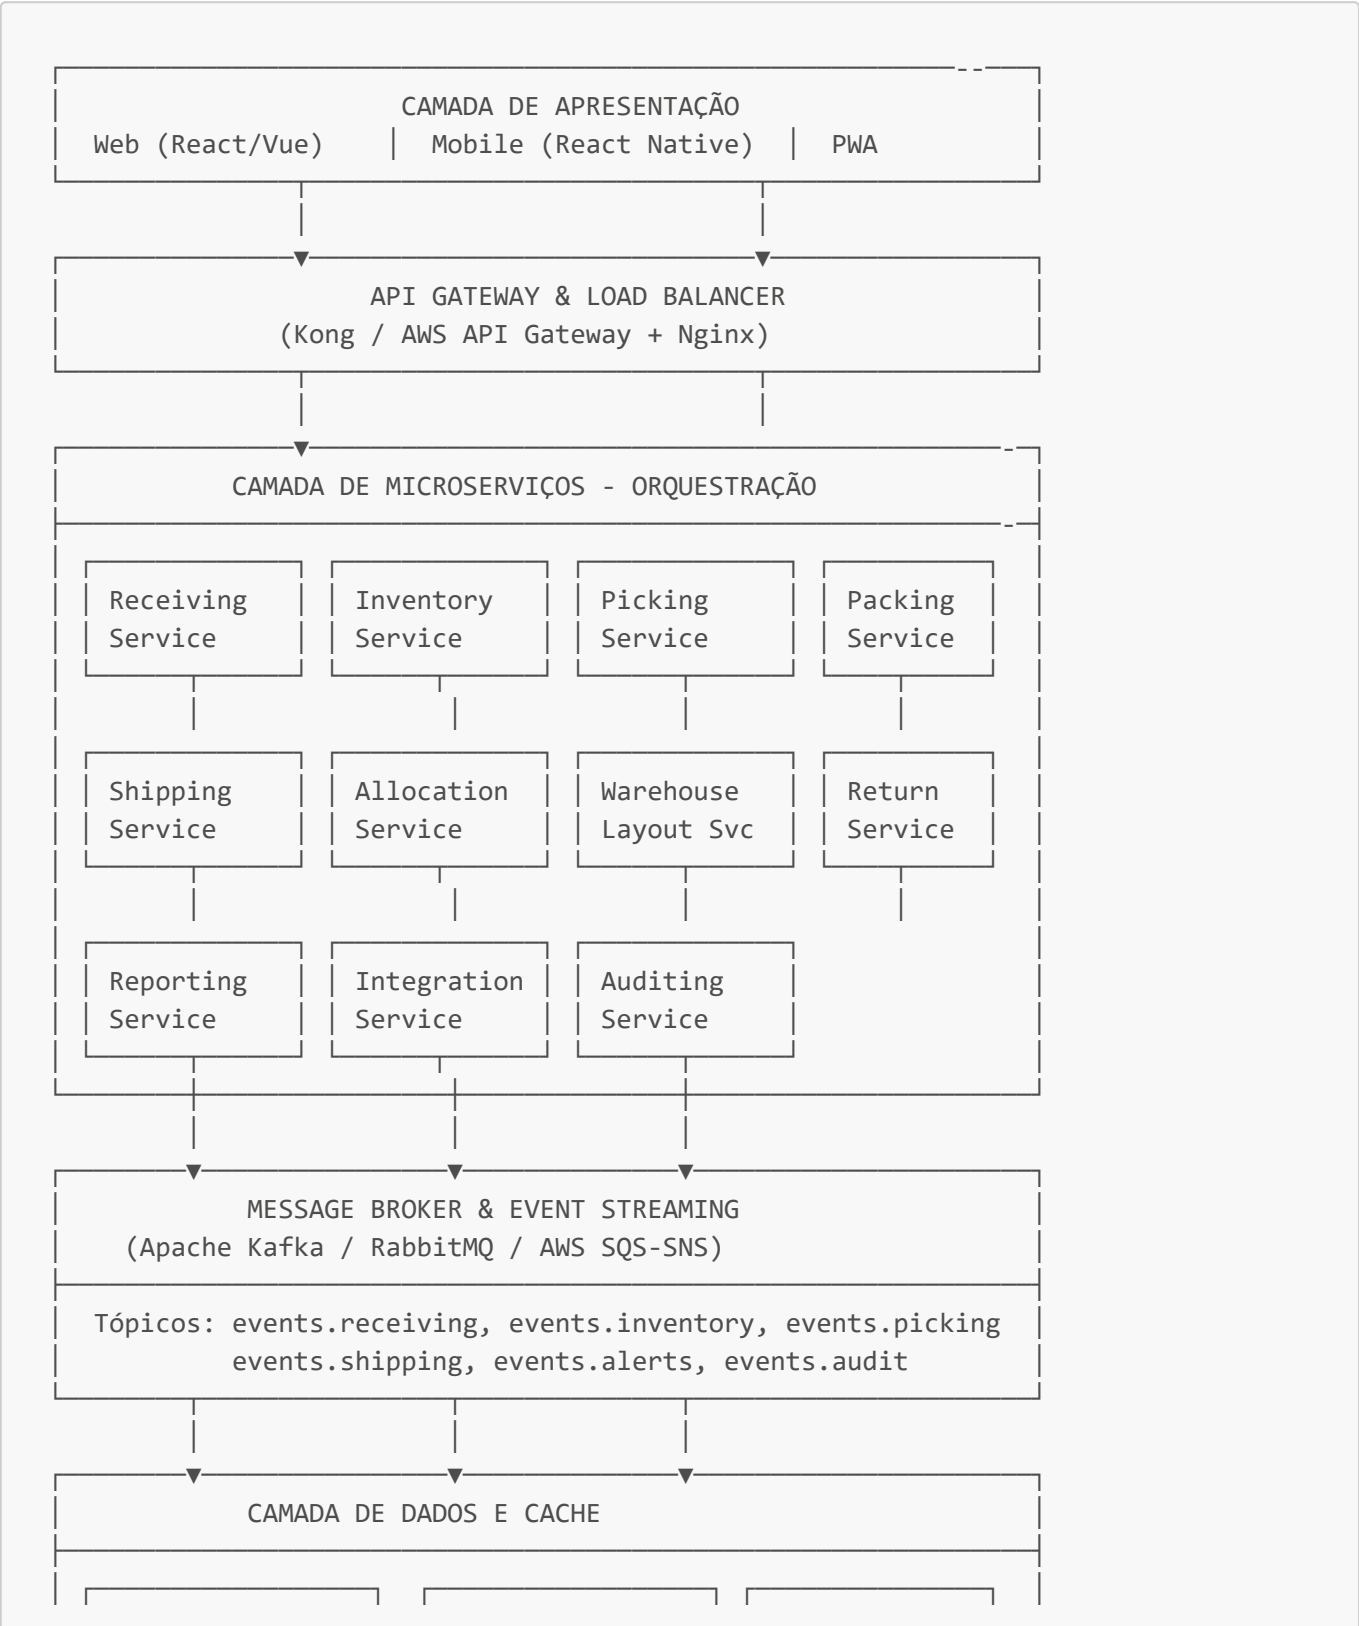 CAMADA DE APRESENTAÇÃO
Web (React/Vue) │ Mobile (React Native) │ PWA
API GATEWAY & LOAD BALANCER
(Kong / AWS API Gateway + Nginx)
CAMADA DE MICROSERVIÇOS - ORQUESTRAÇÃO
Receiving Inventory Picking Packing
Service Service Service Service
Shipping Allocation Warehouse Return
Service Service Layout Svc Service
Reporting Integration Auditing
Service Service Service
MESSAGE BROKER & EVENT STREAMING
(Apache Kafka / RabbitMQ / AWS SQS-SNS)
Tópicos: events.receiving, events.inventory, events.picking
events.shipping, events.alerts, events.audit
CAMADA DE DADOS E CACHE